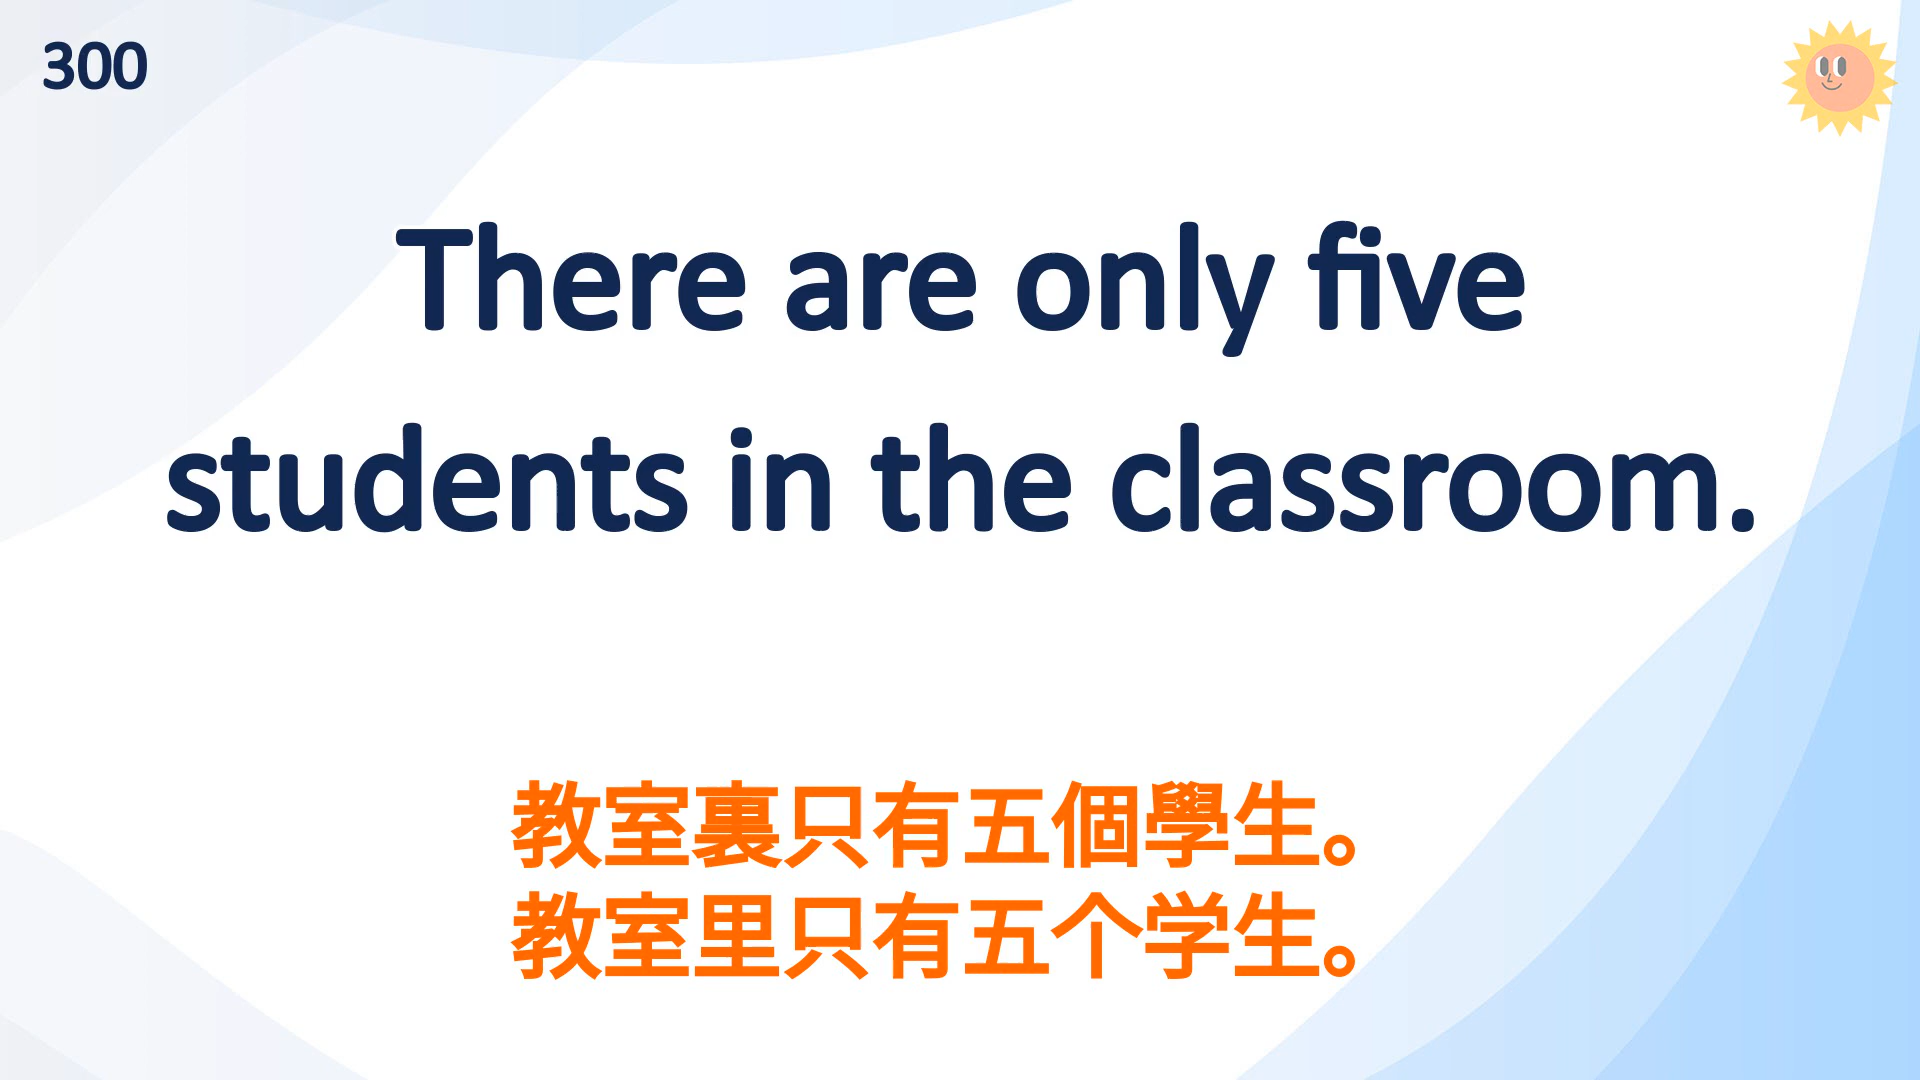 300
There are only five
students in the classroom.
教室裏只有五個學生。
教室里只有五个学生。